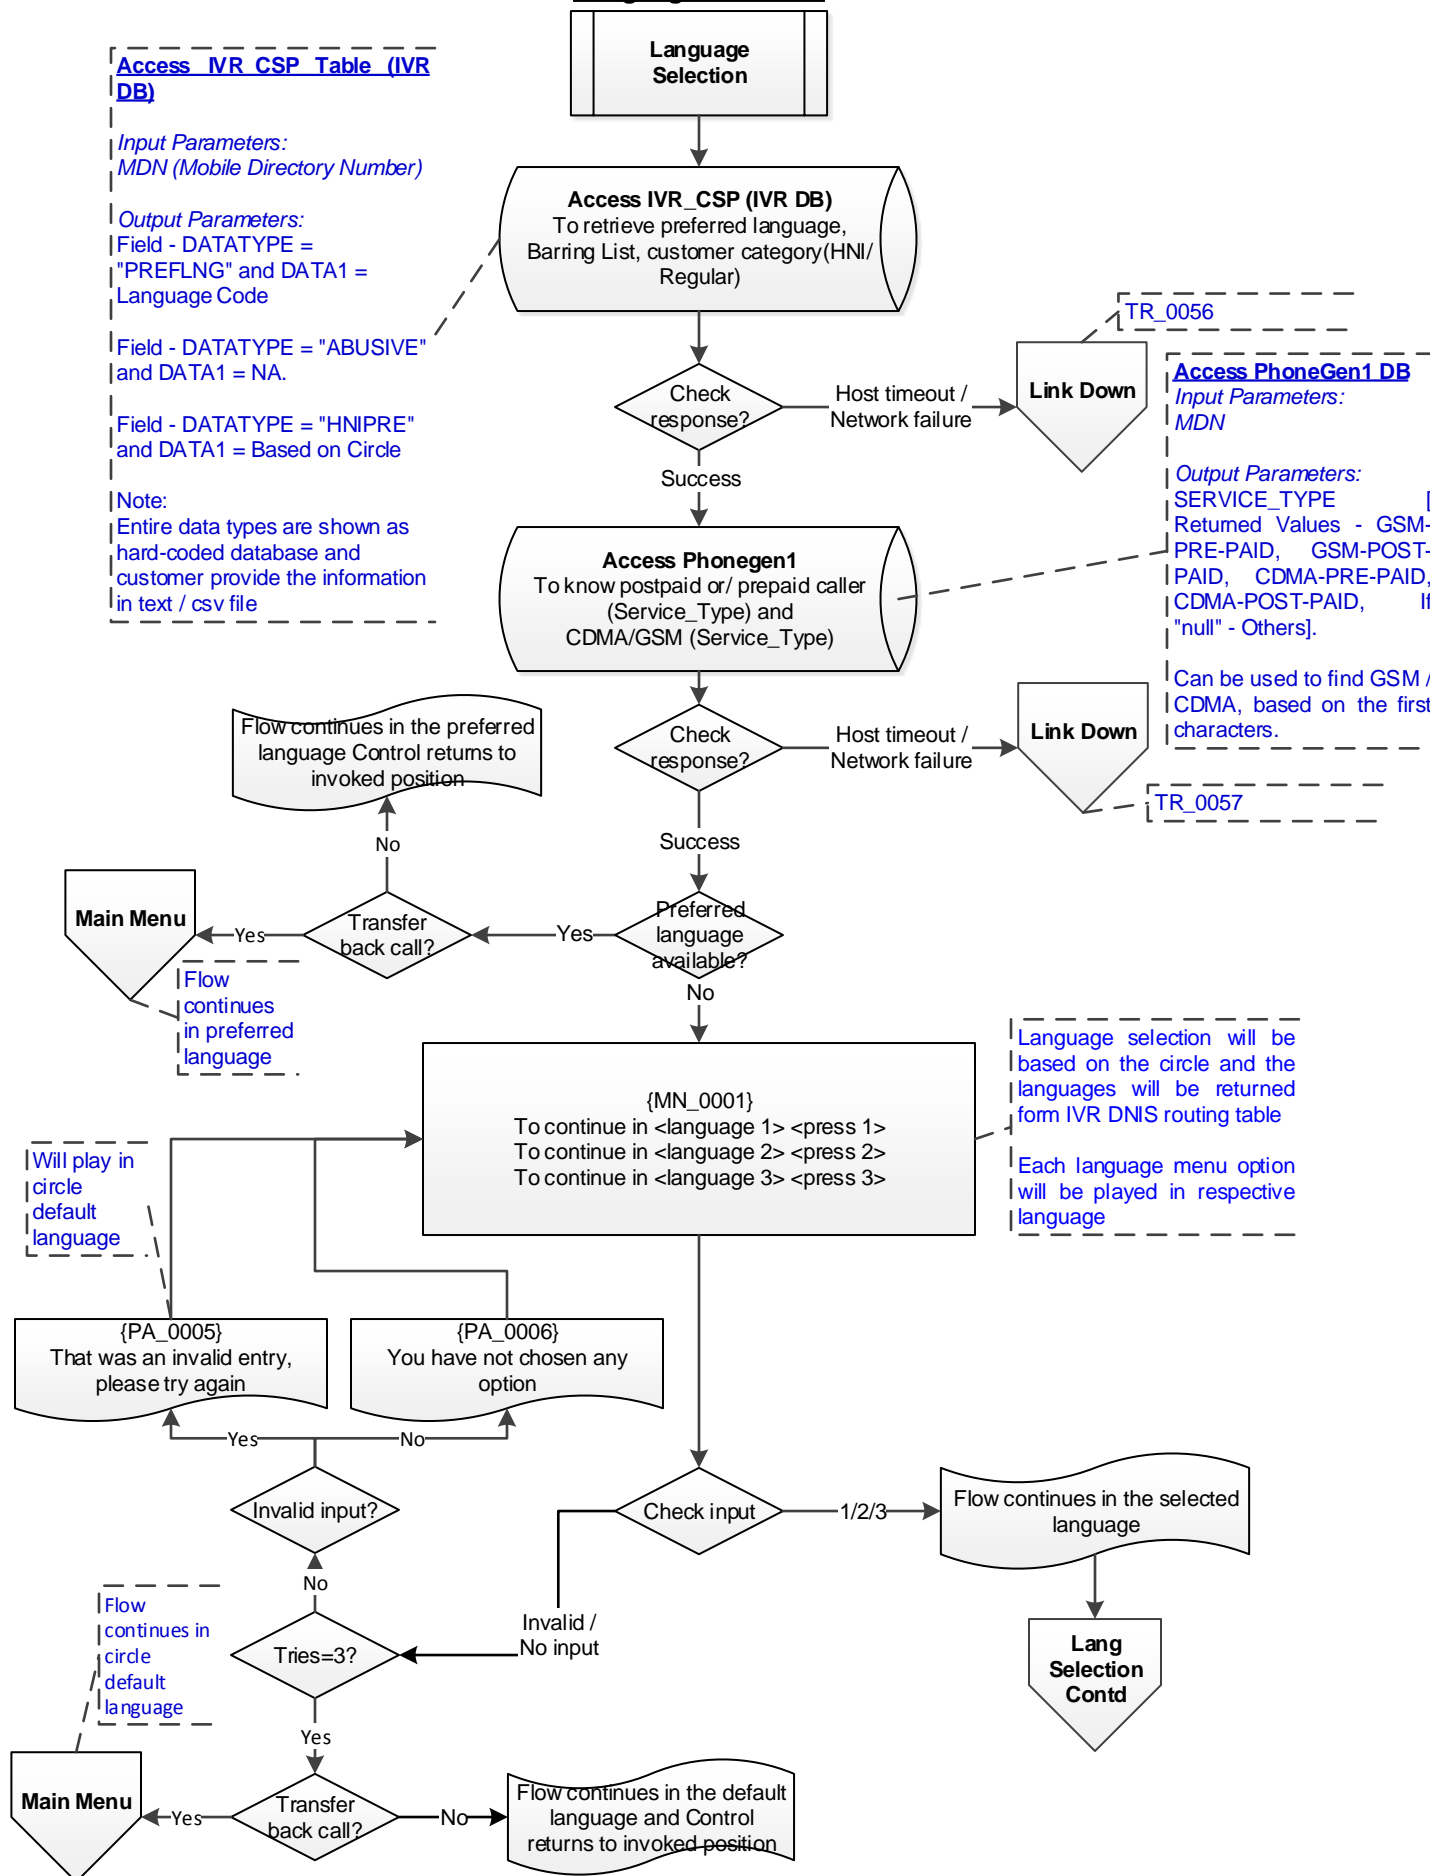 Language
Selection
Access IVR_CSP Table (IVR
DB)
Input Parameters:
MDN (Mobile Directory Number)
Output Parameters:
Field - DATATYPE =
"PREFLNG" and DATA1 =
Language Code
Field - DATATYPE = "ABUSIVE"
and DATA1 = NA.
Field - DATATYPE = "HNIPRE"
and DATA1 = Based on Circle
Note:
Entire data types are shown as
hard-coded database and
customer provide the information
in text / csv file
Access IVR_CSP (IVR DB)
To retrieve preferred language,
Barring List, customer category(HNI/
Regular)
TR_0056
Check
response?
Host timeout /
Network failure
Link Down
Success
Access PhoneGen1 DB
Input Parameters:
MDN
Output Parameters:
SERVICE_TYPE [
Returned Values - GSM-
PRE-PAID, GSM-POST-
PAID, CDMA-PRE-PAID,
CDMA-POST-PAID, If
"null" - Others].
Can be used to find GSM /
CDMA, based on the first
characters.
Access Phonegen1
To know postpaid or/ prepaid caller
(Service_Type) and
CDMA/GSM (Service_Type)
Flow continues in the preferred
language Control returns to
invoked position
Check
response?
Host timeout /
Network failure
Link Down
TR_0057
Success
No
Main Menu
Yes
Transfer
back call?
Yes
Preferred
language
available?
Flow
continues
in preferred
language
No
{MN_0001}
To continue in <language 1> <press 1>
To continue in <language 2> <press 2>
To continue in <language 3> <press 3>
Language selection will be
based on the circle and the
languages will be returned
form IVR DNIS routing table
Each language menu option
will be played in respective
language
Will play in
circle
default
language
{PA_0005}
That was an invalid entry,
please try again
{PA_0006}
You have not chosen any
option
Yes
No
Invalid input?
Check input
1/2/3
Flow continues in the selected
language
No
Flow
continues in
circle
default
language
Tries=3?
Invalid /
No input
Lang
Selection
Contd
Yes
Main Menu
Yes
Transfer
back call?
No
Flow continues in the default
language and Control
returns to invoked position